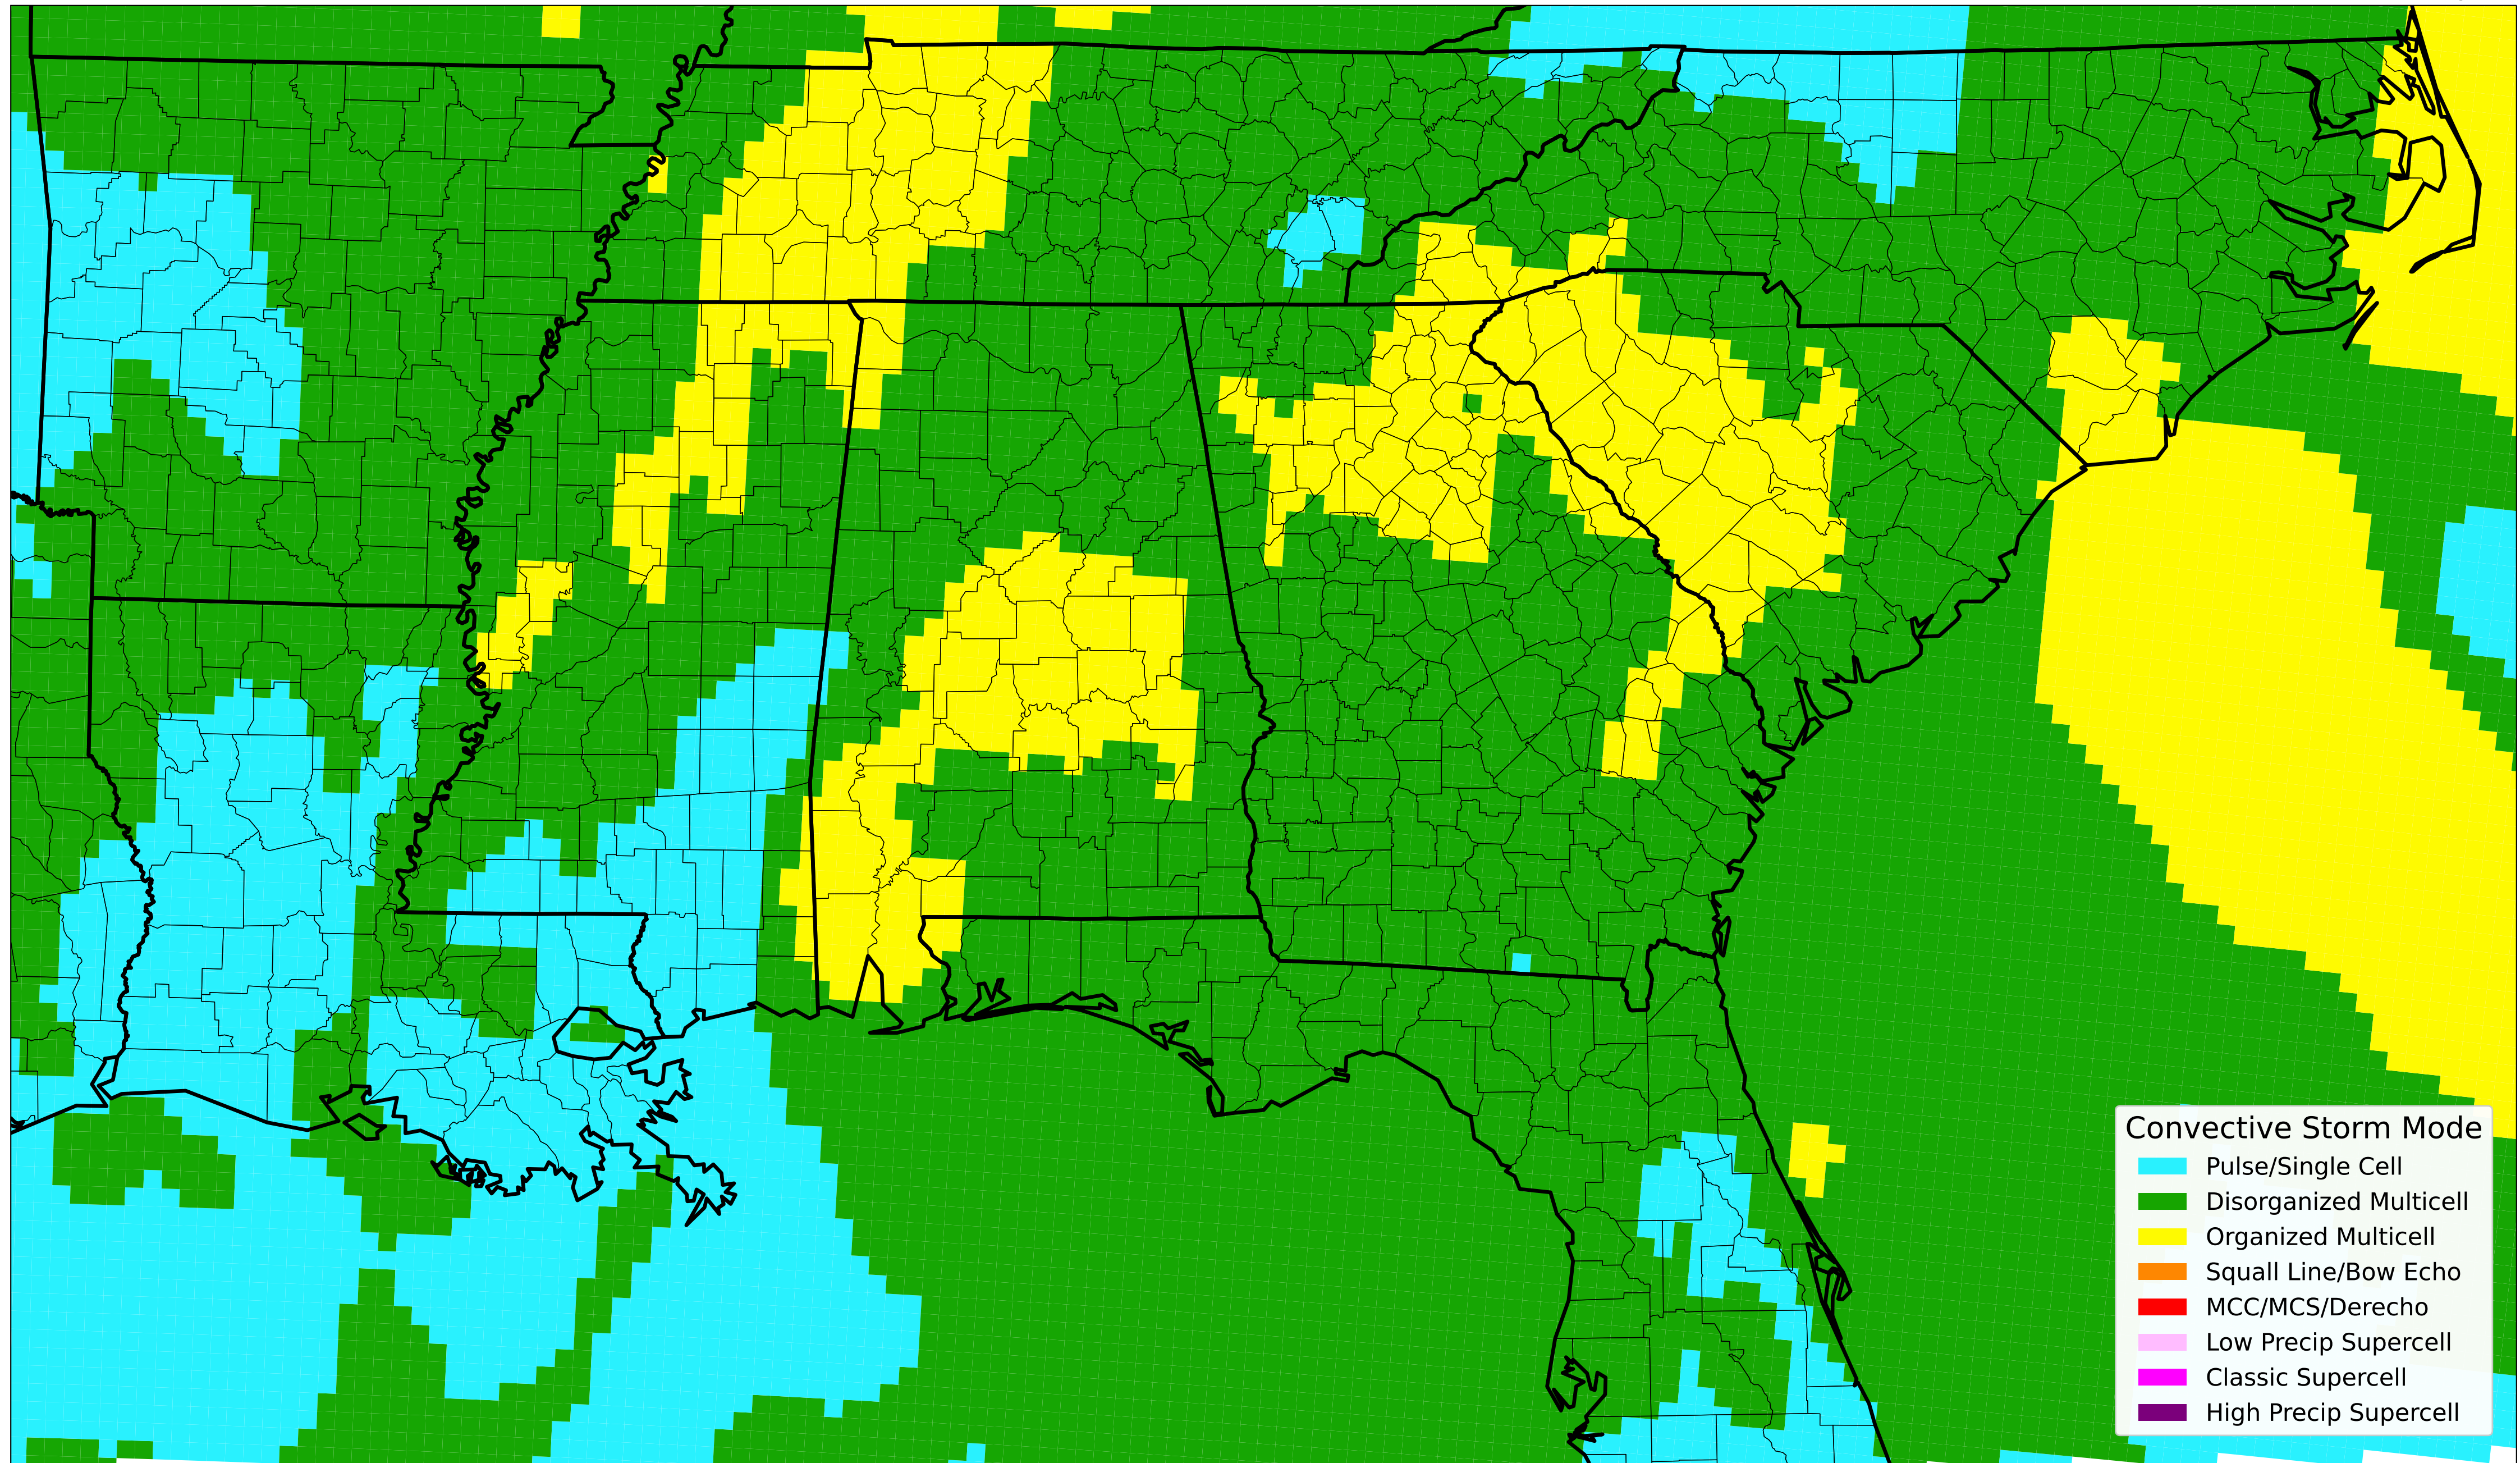 Convective Storm Mode
Pulse/Single Cell
Disorganized Multicell
Organized Multicell
Squall Line/Bow Echo
MCC/MCS/Derecho
Low Precip Supercell
Classic Supercell
High Precip Supercell